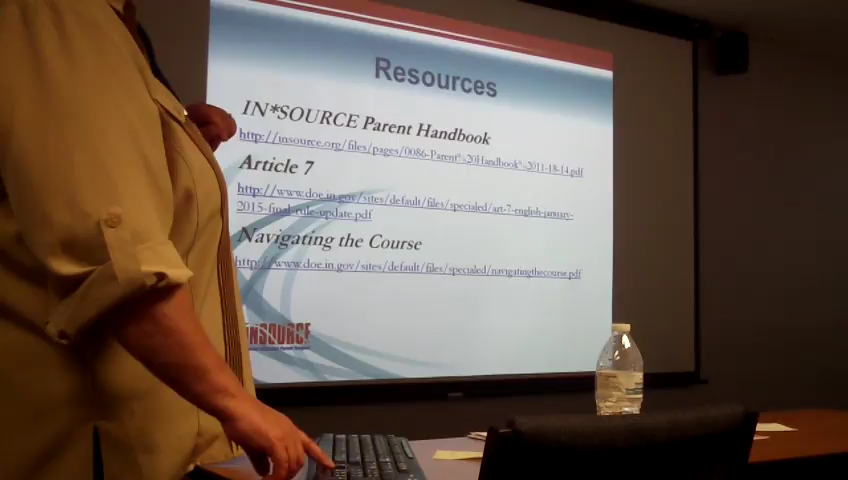 Resources
IN*SOURCE Parent Handbook
http://insource.org/files/pages/0086-Parent%20Handbook%2011-18-14.pdf
Article 7
http://www.doe.in.gov/sites/default/files/specialed/art-7-english-january-
2015-final-rule-update.pdf
Navigating the Course
http://www.doe.in.gov/sites/default/files/specialed/navigatingthecourse.pdf
INSOURCE